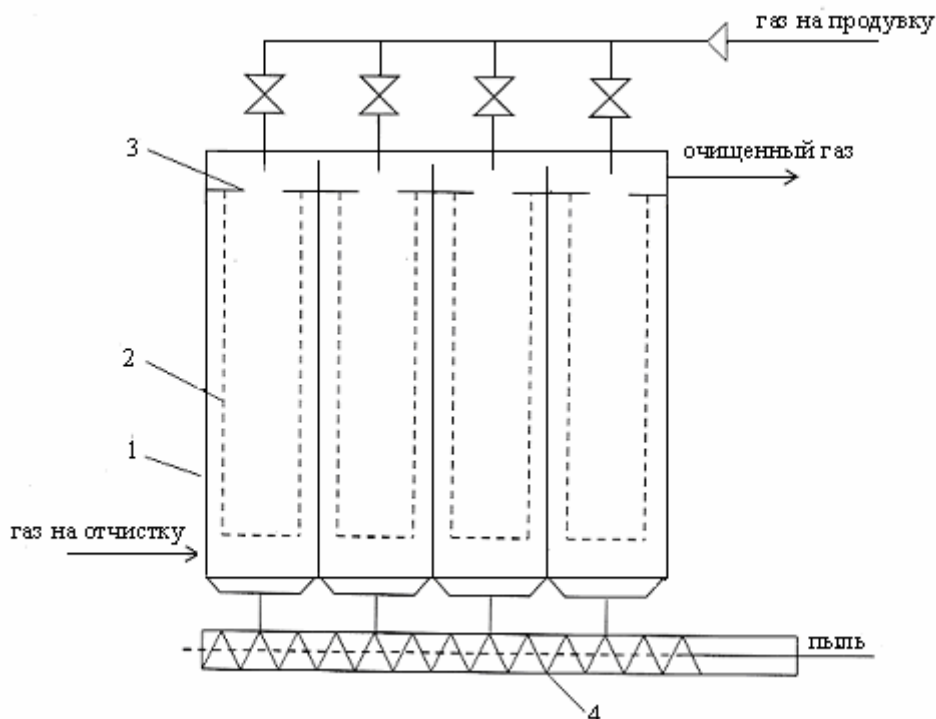 газ на продувку
3
очищенный газ
2
1
газ на отчистку
пыль
4